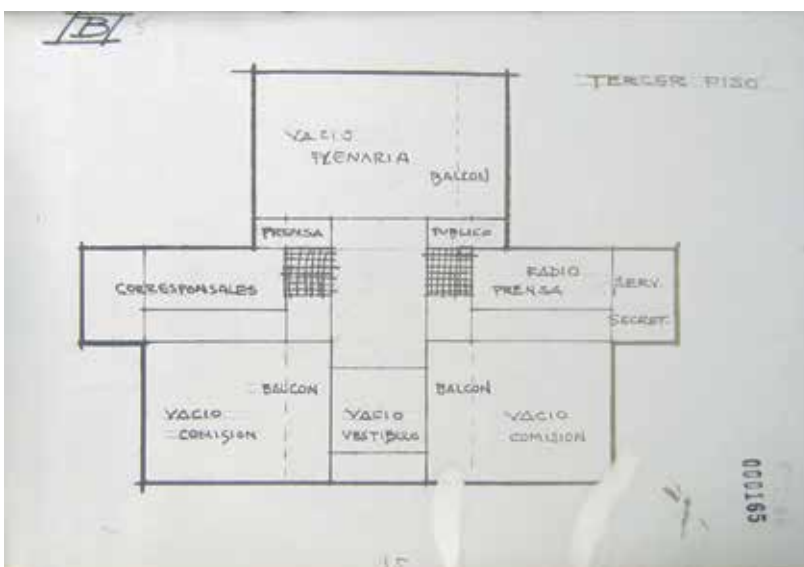 B
TERCER PISO
VACIO
PLENARIA
BALCON
PRENSA
PUBLICO
CORRESPONSALES
RADIO
PRENSA
SERV.
SECRET.
BALCON
BALCON
VACIO
COMISION
VACIO
VESTIBULO
VACIO
COMISION
000165